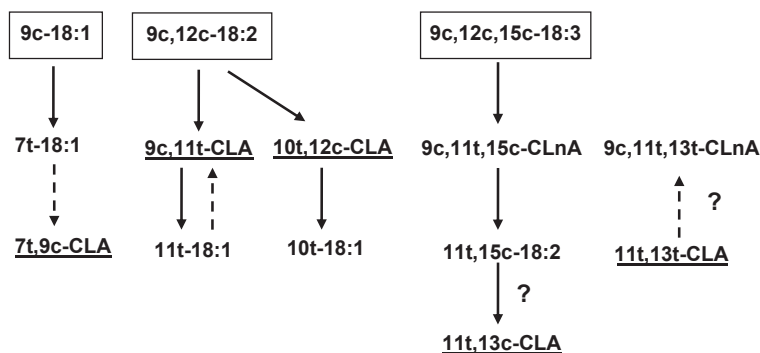 9c-18:1 9c,12c-18:2 9c,12c,15c-18:3
7t-18:1 9c,11t-CLA 10t,12c-CLA 9c,11t,15c-CLnA 9c,11t,13t-CLnA
?
7t,9c-CLA 11t-18:1 10t-18:1 11t,15c-18:2 11t,13t-CLA
?
11t,13c-CLA